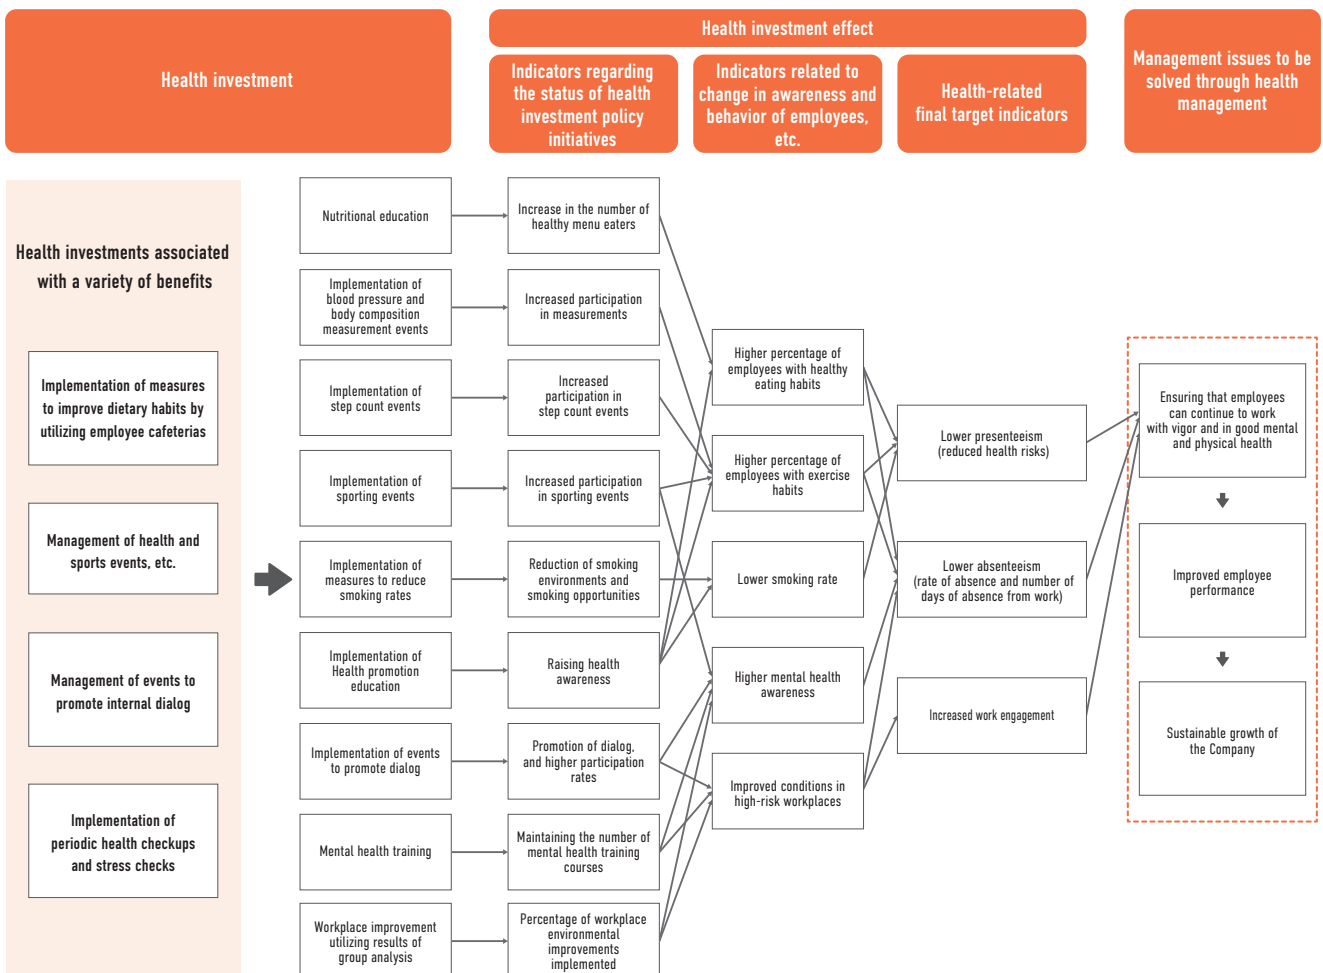 Health investment
Health investment effect
Indicators regarding
the status of health
investment policy
initiatives
Indicators related to
change in awareness and
behavior of employees,
etc.
Health-related
final target indicators
Management issues to be
solved through health
management
Health investments associated
with a variety of benefits
Implementation of measures
to improve dietary habits by
utilizing employee cafeterias
Management of health and
sports events, etc.
Management of events to
promote internal dialog
Implementation of
periodic health checkups
and stress checks
Nutritional education
Implementation of
blood pressure and
body composition
measurement events
Implementation of
step count events
Implementation of
sporting events
Implementation of
measures to reduce
smoking rates
Implementation of
Health promotion
education
Implementation of events
to promote dialog
Mental health training
Workplace improvement
utilizing results of
group analysis
Increase in the number of
healthy menu eaters
Increased participation
in measurements
Increased
participation in
step count events
Increased participation
in sporting events
Reduction of smoking
environments and
smoking opportunities
Raising health
awareness
Promotion of dialog,
and higher participation
rates
Maintaining the number of
mental health training
courses
Percentage of workplace
environmental
improvements
implemented
Higher percentage of
employees with healthy
eating habits
Higher percentage of
employees with exercise
habits
Lower smoking rate
Higher mental health
awareness
Improved conditions in
high-risk workplaces
Lower presenteeism
(reduced health risks)
Lower absenteeism
(rate of absence and number of
days of absence from work)
Increased work engagement
Ensuring that employees
can continue to work
with vigor and in good mental
and physical health
Improved employee
performance
Sustainable growth of
the Company